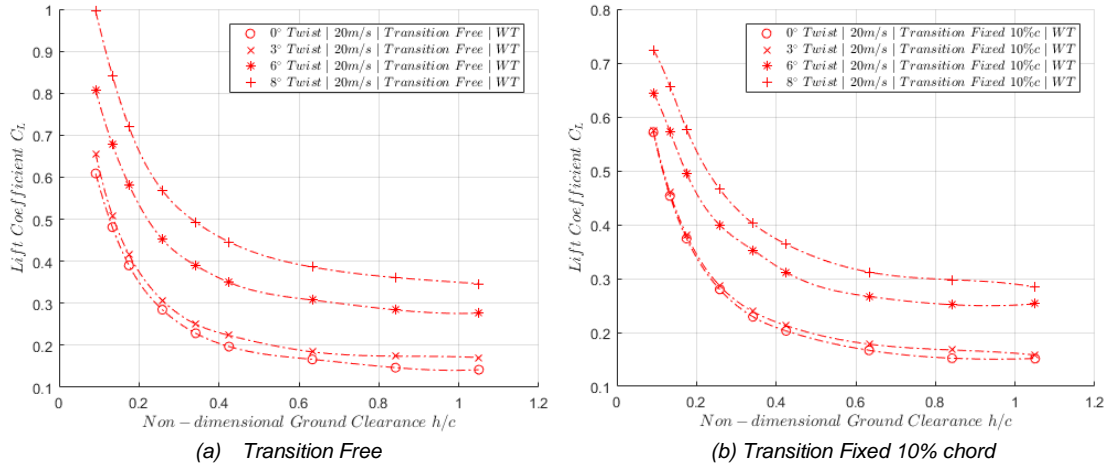 0° Twist | 20m/s | Transition Free | WT
3° Twist | 20m/s | Transition Free | WT
6° Twist | 20m/s | Transition Free | WT
8° Twist | 20m/s | Transition Free | WT
1
0.9
0.8
0.7
0.6
0.5
0.4
0.3
0.2
0.1
Lift Coefficient C_L
0 0.2 0.4 0.6 0.8 1 1.2
Non-dimensional Ground Clearance h/c
(a) Transition Free
0° Twist | 20m/s | Transition Fixed 10%c | WT
3° Twist | 20m/s | Transition Fixed 10%c | WT
6° Twist | 20m/s | Transition Fixed 10%c | WT
8° Twist | 20m/s | Transition Fixed 10%c | WT
0.8
0.7
0.6
0.5
0.4
0.3
0.2
0.1
Lift Coefficient C_L
0 0.2 0.4 0.6 0.8 1 1.2
Non-dimensional Ground Clearance h/c
(b) Transition Fixed 10% chord